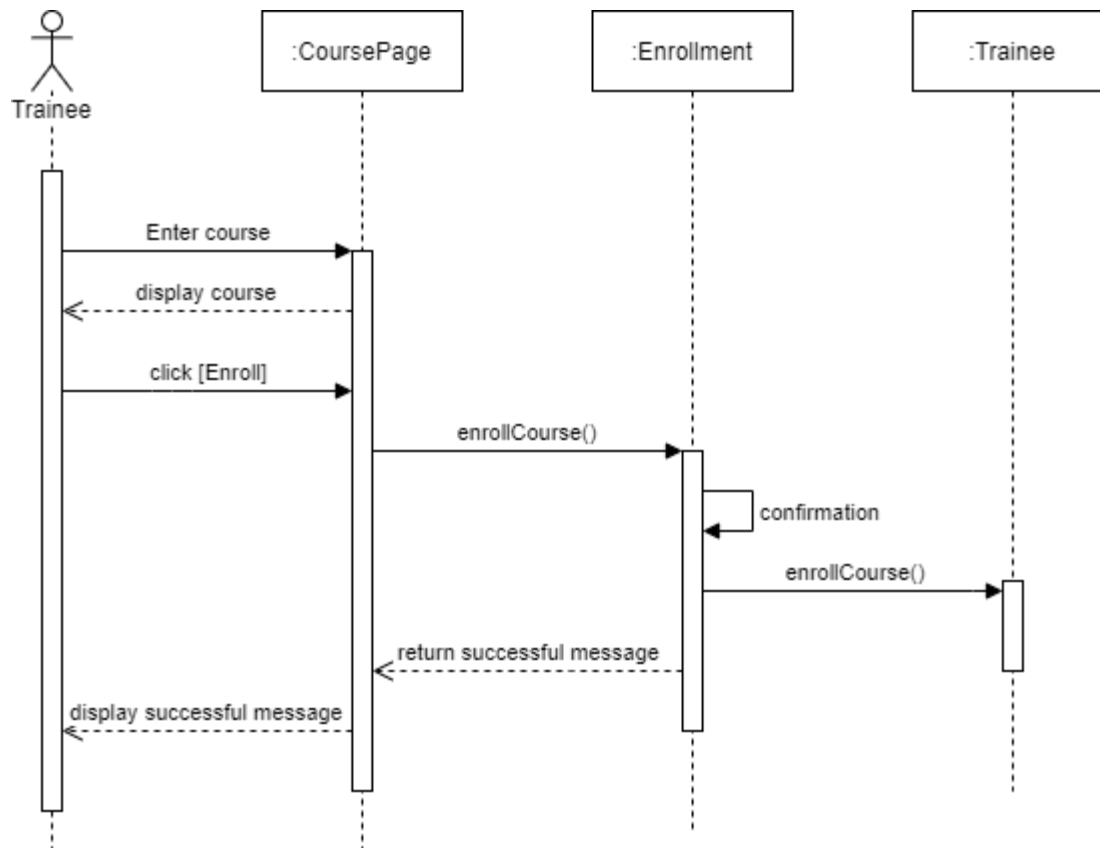 :CoursePage
:Enrollment
:Trainee
Trainee
Enter course
display course
click [Enroll]
enrollCourse()
confirmation
enrollCourse()
return successful message
display successful message